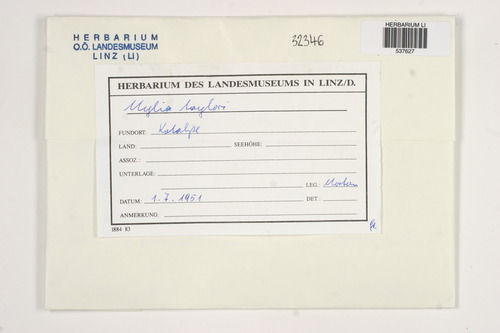 HERBARIUM
O.Ö. LANDESMUSEUM
LINZ (LI)
32346
HERBARIUM LI
537627
HERBARIUM DES LANDESMUSEUMS IN LINZ/D.
Mylia taylori
FUNDORT: Koralpe
LAND: SEEHÖHE:
ASSOZ.:
UNTERLAGE:
LEG.:
DATUM: 1.7.1951 DET.:
ANMERKUNG:
1884 83